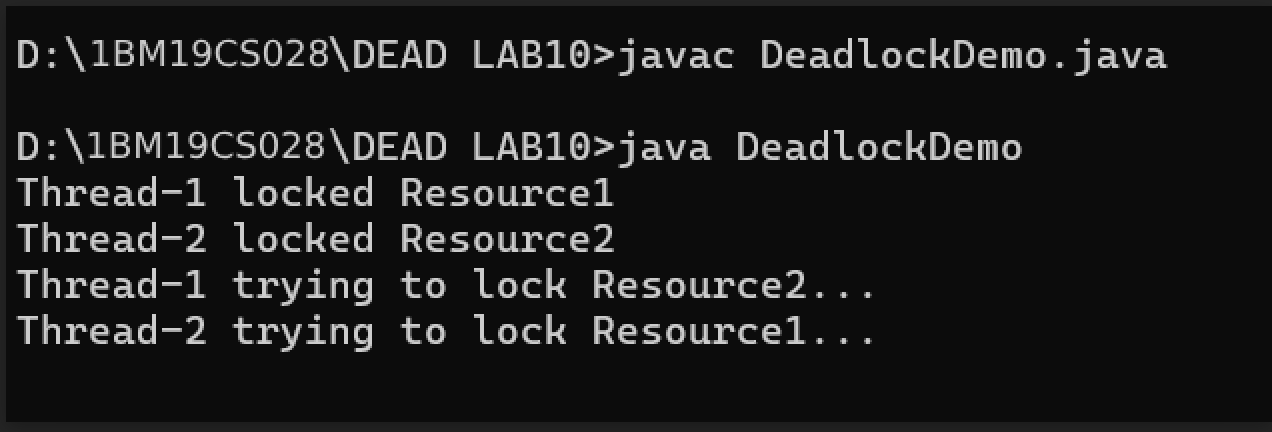 D:\1BM19CS028\DEAD LAB10>javac DeadlockDemo.java
D:\1BM19CS028\DEAD LAB10>java DeadlockDemo
Thread-1 locked Resource1
Thread-2 locked Resource2
Thread-1 trying to lock Resource2...
Thread-2 trying to lock Resource1...